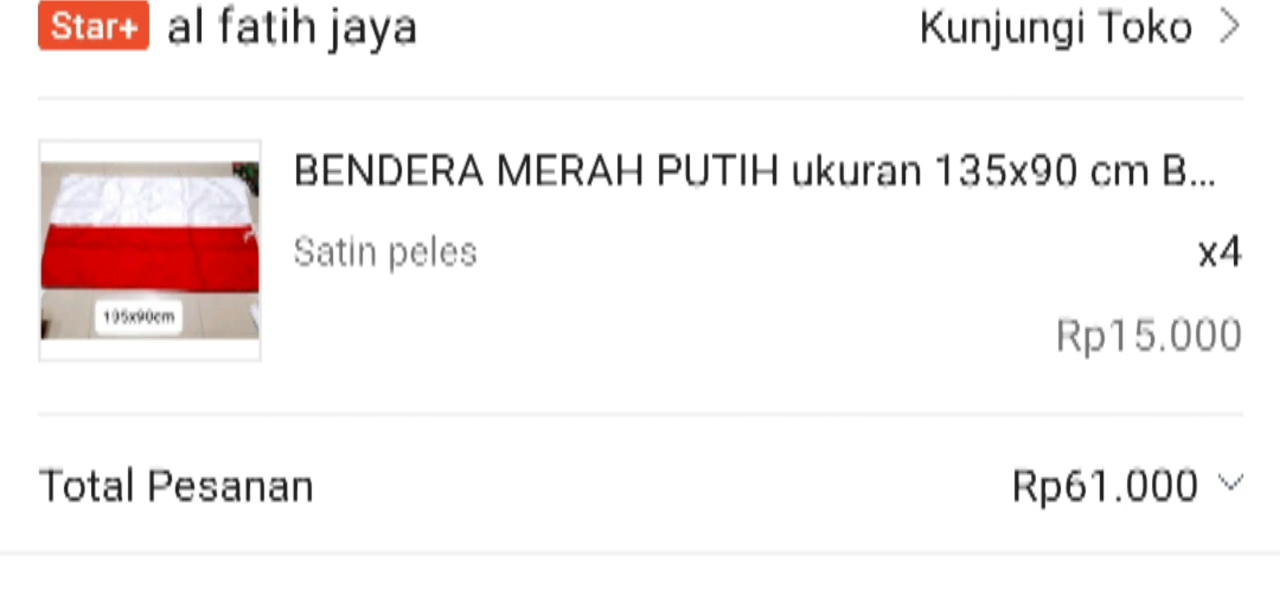 Star+ al fatih jaya Kunjungi Toko
BENDERA MERAH PUTIH ukuran 135x90 cm B...
Satin peles x4
135x90cm
Rp15.000
Total Pesanan Rp61.000